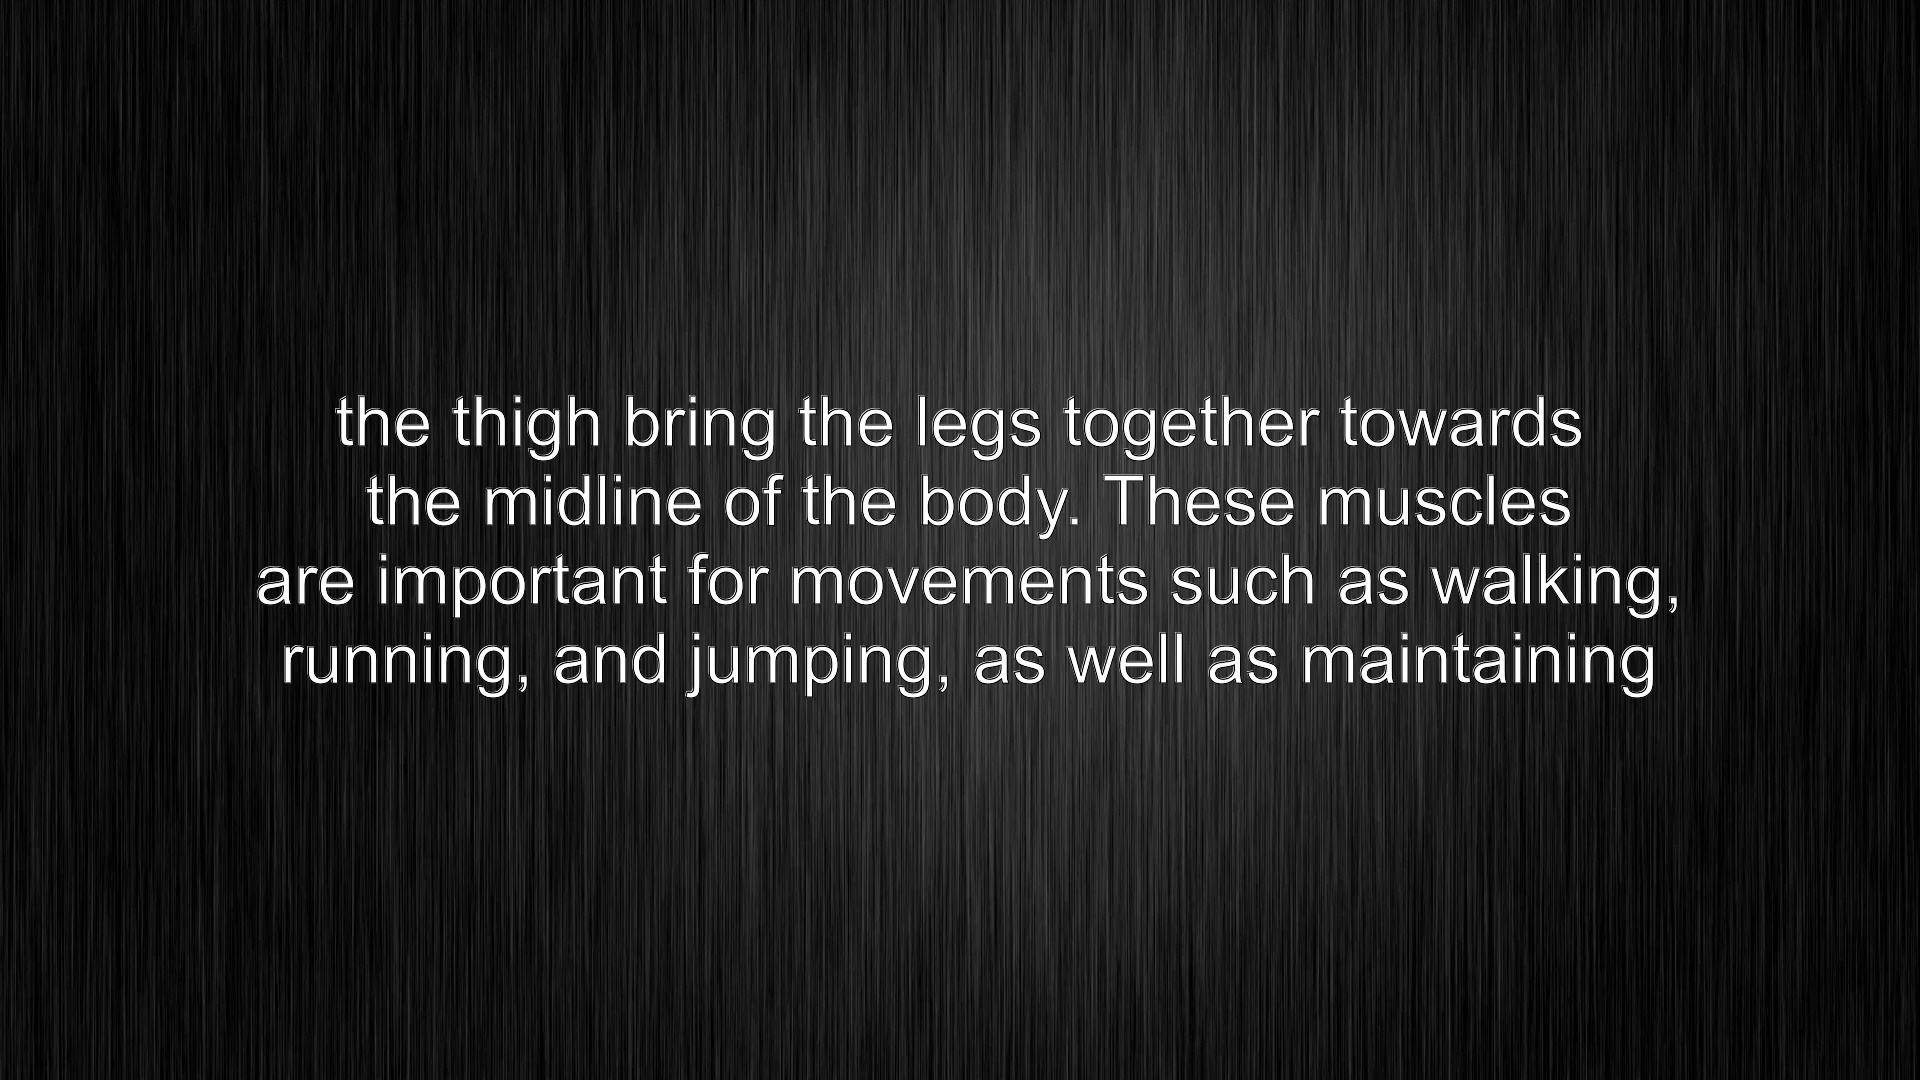 the thigh bring the legs together towards
the midline of the body. These muscles
are important for movements such as walking,
running, and jumping, as well as maintaining